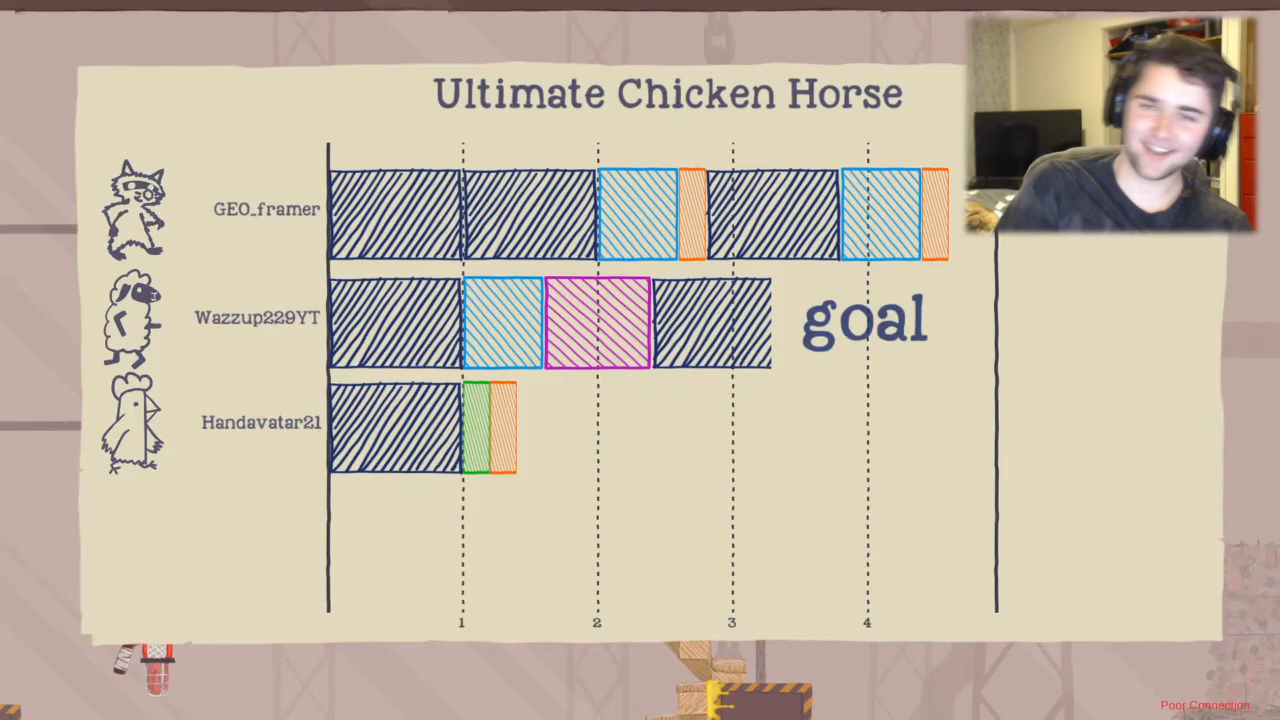 Ultimate Chicken Horse
GEO_framer
Wazzup229YT
goal
Handavatar21
1 2 3 4
Poor Connection